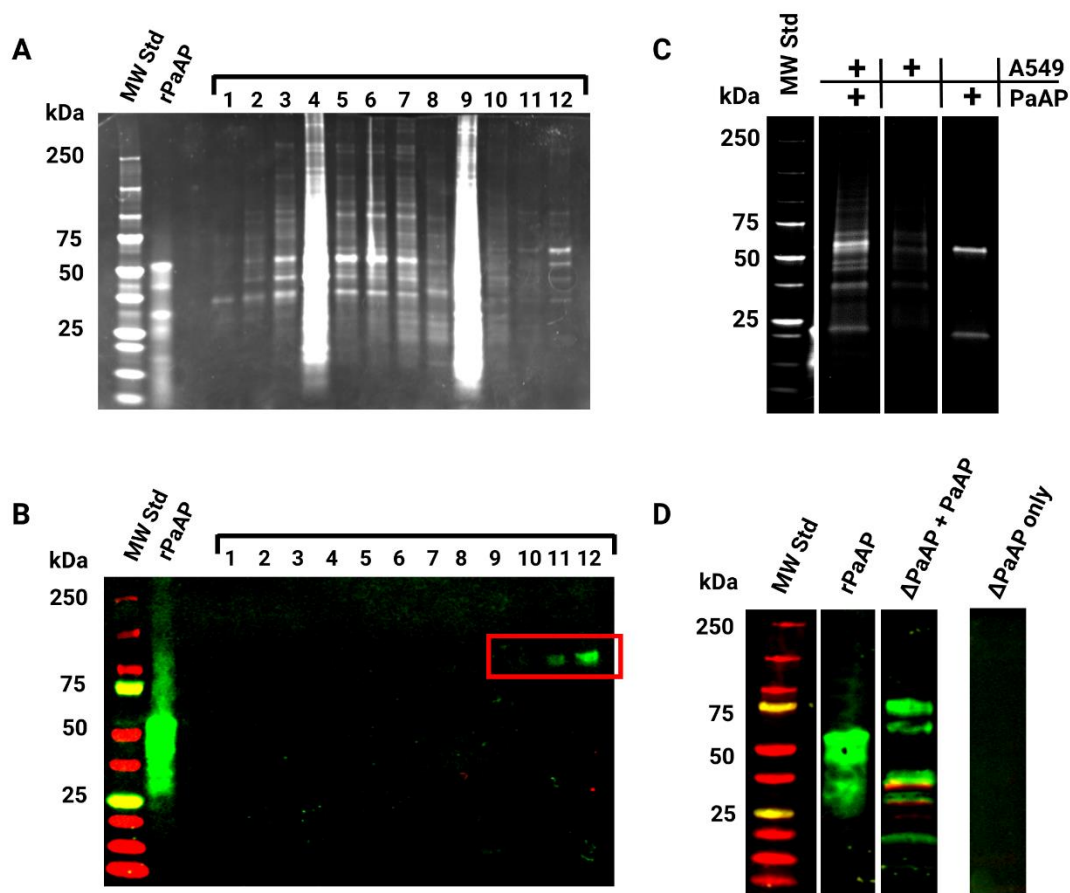 A
MW Std
rPaAP
kDa
1 2 3 4 5 6 7 8 9 10 11 12
250
75
50
25
C
MW Std
+ + A549
kDa
+ + PaAP
250
75
50
25
B
MW Std
rPaAP
kDa
1 2 3 4 5 6 7 8 9 10 11 12
250
75
50
25
D
MW Std
rPaAP
ΔPaAP + PaAP
ΔPaAP only
kDa
250
75
50
25